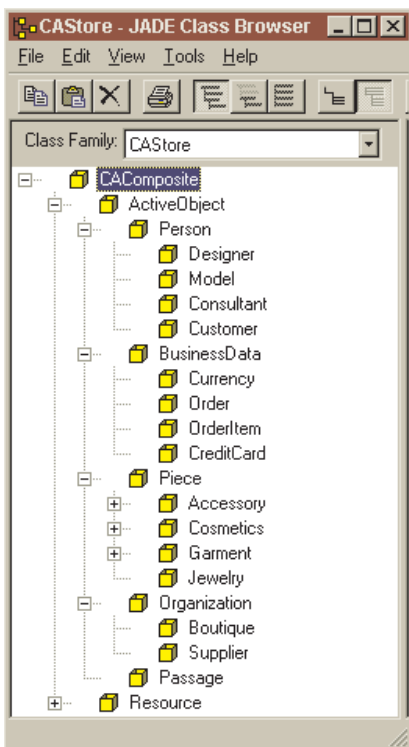 CAStore - JADE Class Browser
File Edit View Tools Help
Class Family: CAStore
CAComposite
ActiveObject
Person
Designer
Model
Consultant
Customer
BusinessData
Currency
Order
OrderItem
CreditCard
Piece
Accessory
Cosmetics
Garment
Jewelry
Organization
Boutique
Supplier
Passage
Resource